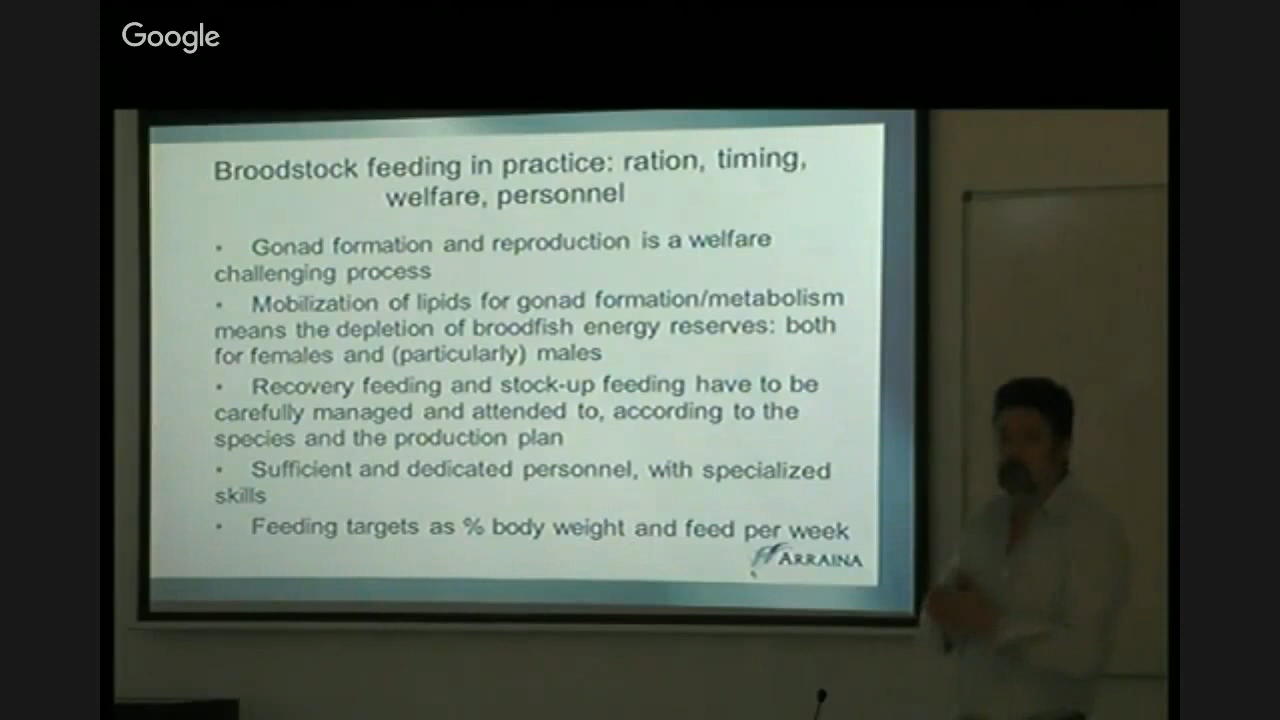 Google
Broodstock feeding in practice: ration, timing,
welfare, personnel
• Gonad formation and reproduction is a welfare
challenging process
• Mobilization of lipids for gonad formation/metabolism
means the depletion of broodfish energy reserves: both
for females and (particularly) males
• Recovery feeding and stock-up feeding have to be
carefully managed and attended to, according to the
species and the production plan
• Sufficient and dedicated personnel, with specialized
skills
• Feeding targets as % body weight and feed per week
ARRAINA